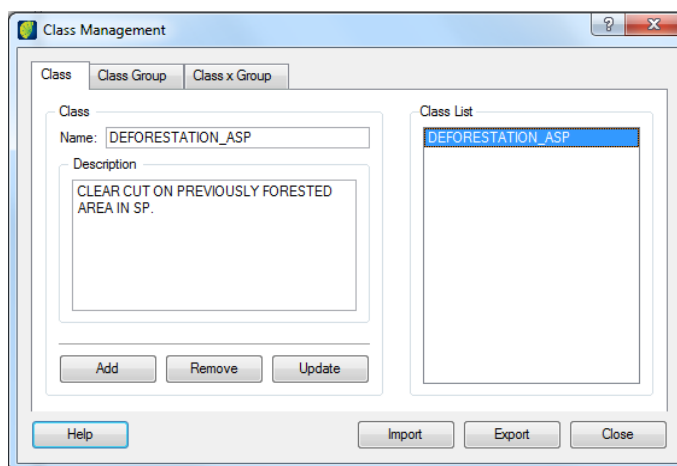 Class Management
?
Class
Class Group
Class x Group
Class
Name: DEFORESTATION_ASP
Description
CLEAR CUT ON PREVIOUSLY FORESTED
AREA IN SP.
Add
Remove
Update
Class List
DEFORESTATION_ASP
Help
Import
Export
Close